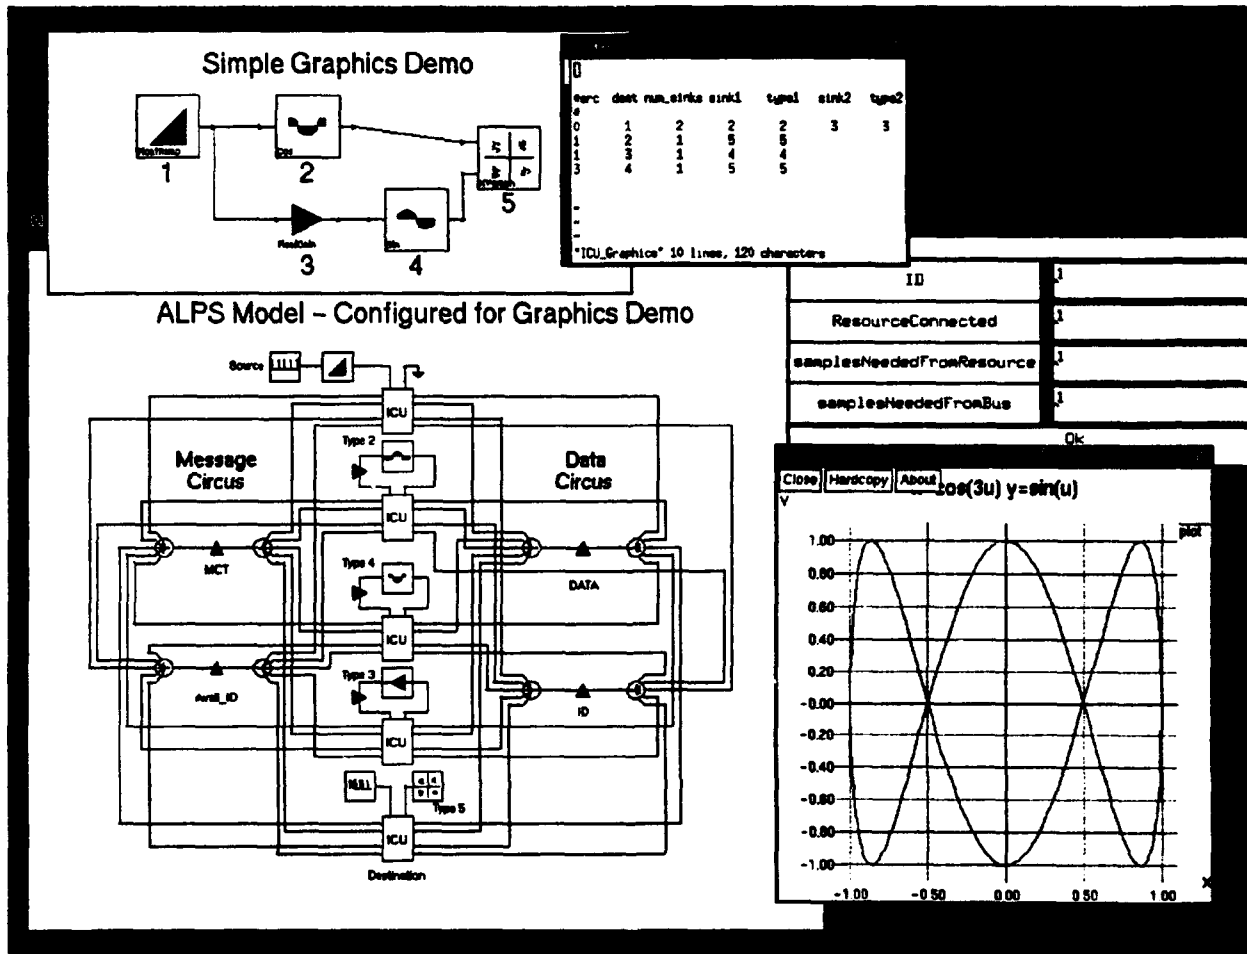 Simple Graphics Demo
1
Cos
2
RealGain
3
Sin
4
5
src dest num_sinks sink1 type1 sink2 type2
#
0 1 2 2 2 3 3
1 2 1 5 5
1 3 1 4 4
3 4 1 5 5
~
~
~
"ICU_Graphics" 10 lines, 120 characters
ID 1
ResourceConnected 1
samplesNeededFromResource 1
samplesNeededFromBus 1
Ok
ALPS Model – Configured for Graphics Demo
Source
ICU
Type 2
Message
Circus
Data
Circus
ICU
MCT
Type 4
DATA
ICU
Avail_ID
Type 3
ID
ICU
NULL
Type 5
ICU
Destination
Close Hardcopy About
cos(3u) y=sin(u)
Y
plot
1.00
0.80
0.60
0.40
0.20
-0.00
-0.20
-0.40
-0.60
-0.80
-1.00
X
-1.00 -0.50 0.00 0.50 1.00